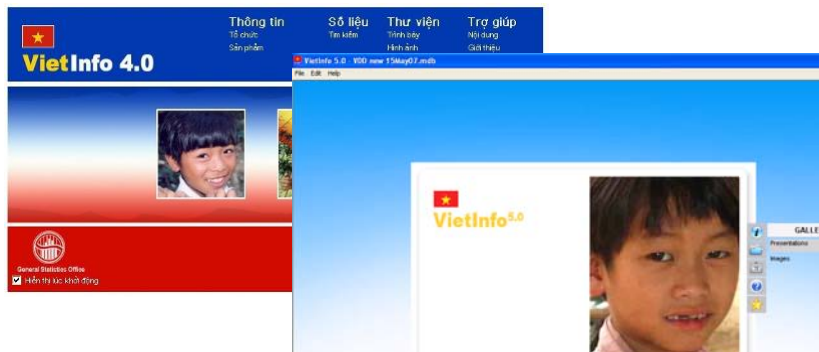 Thông tin
Tổ chức
Sản phẩm
Số liệu
Tìm kiếm
Thư viện
Trình bày
Hình ảnh
Trợ giúp
Nội dung
Giới thiệu
VietInfo 4.0
General Statistics Office
Hiển thị lúc khởi động
VietInfo 5.0 - VDD new 15May07.mdb
File Edit Help
VietInfo5.0
GALLE
Presentations
Images